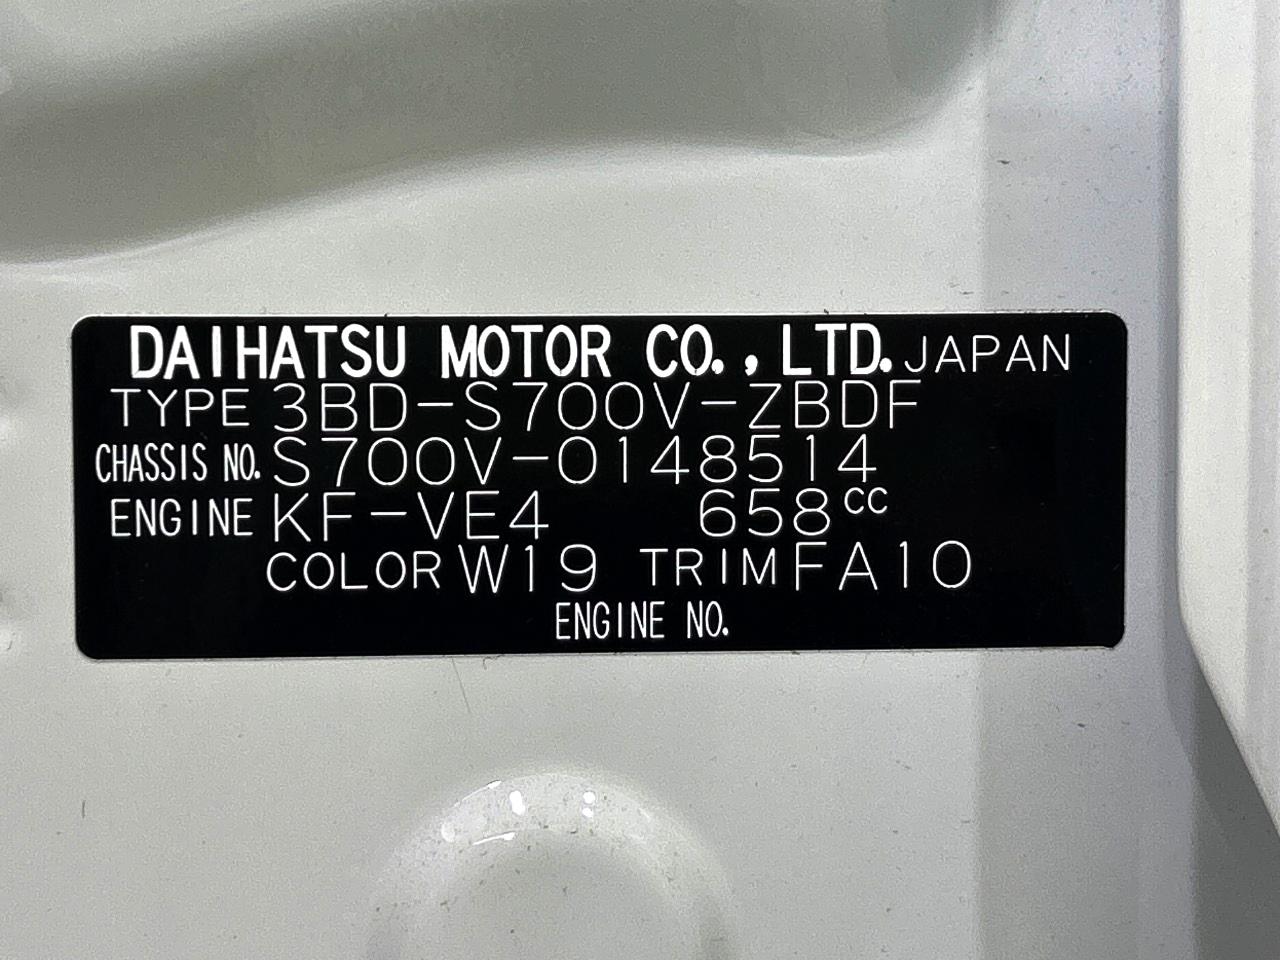 DAIHATSU MOTOR CO., LTD. JAPAN
TYPE 3BD-S700V-ZBDF
CHASSIS NO. S700V-0148514
ENGINE KF-VE4 658CC
COLOR W19 TRIM FA10
ENGINE NO.